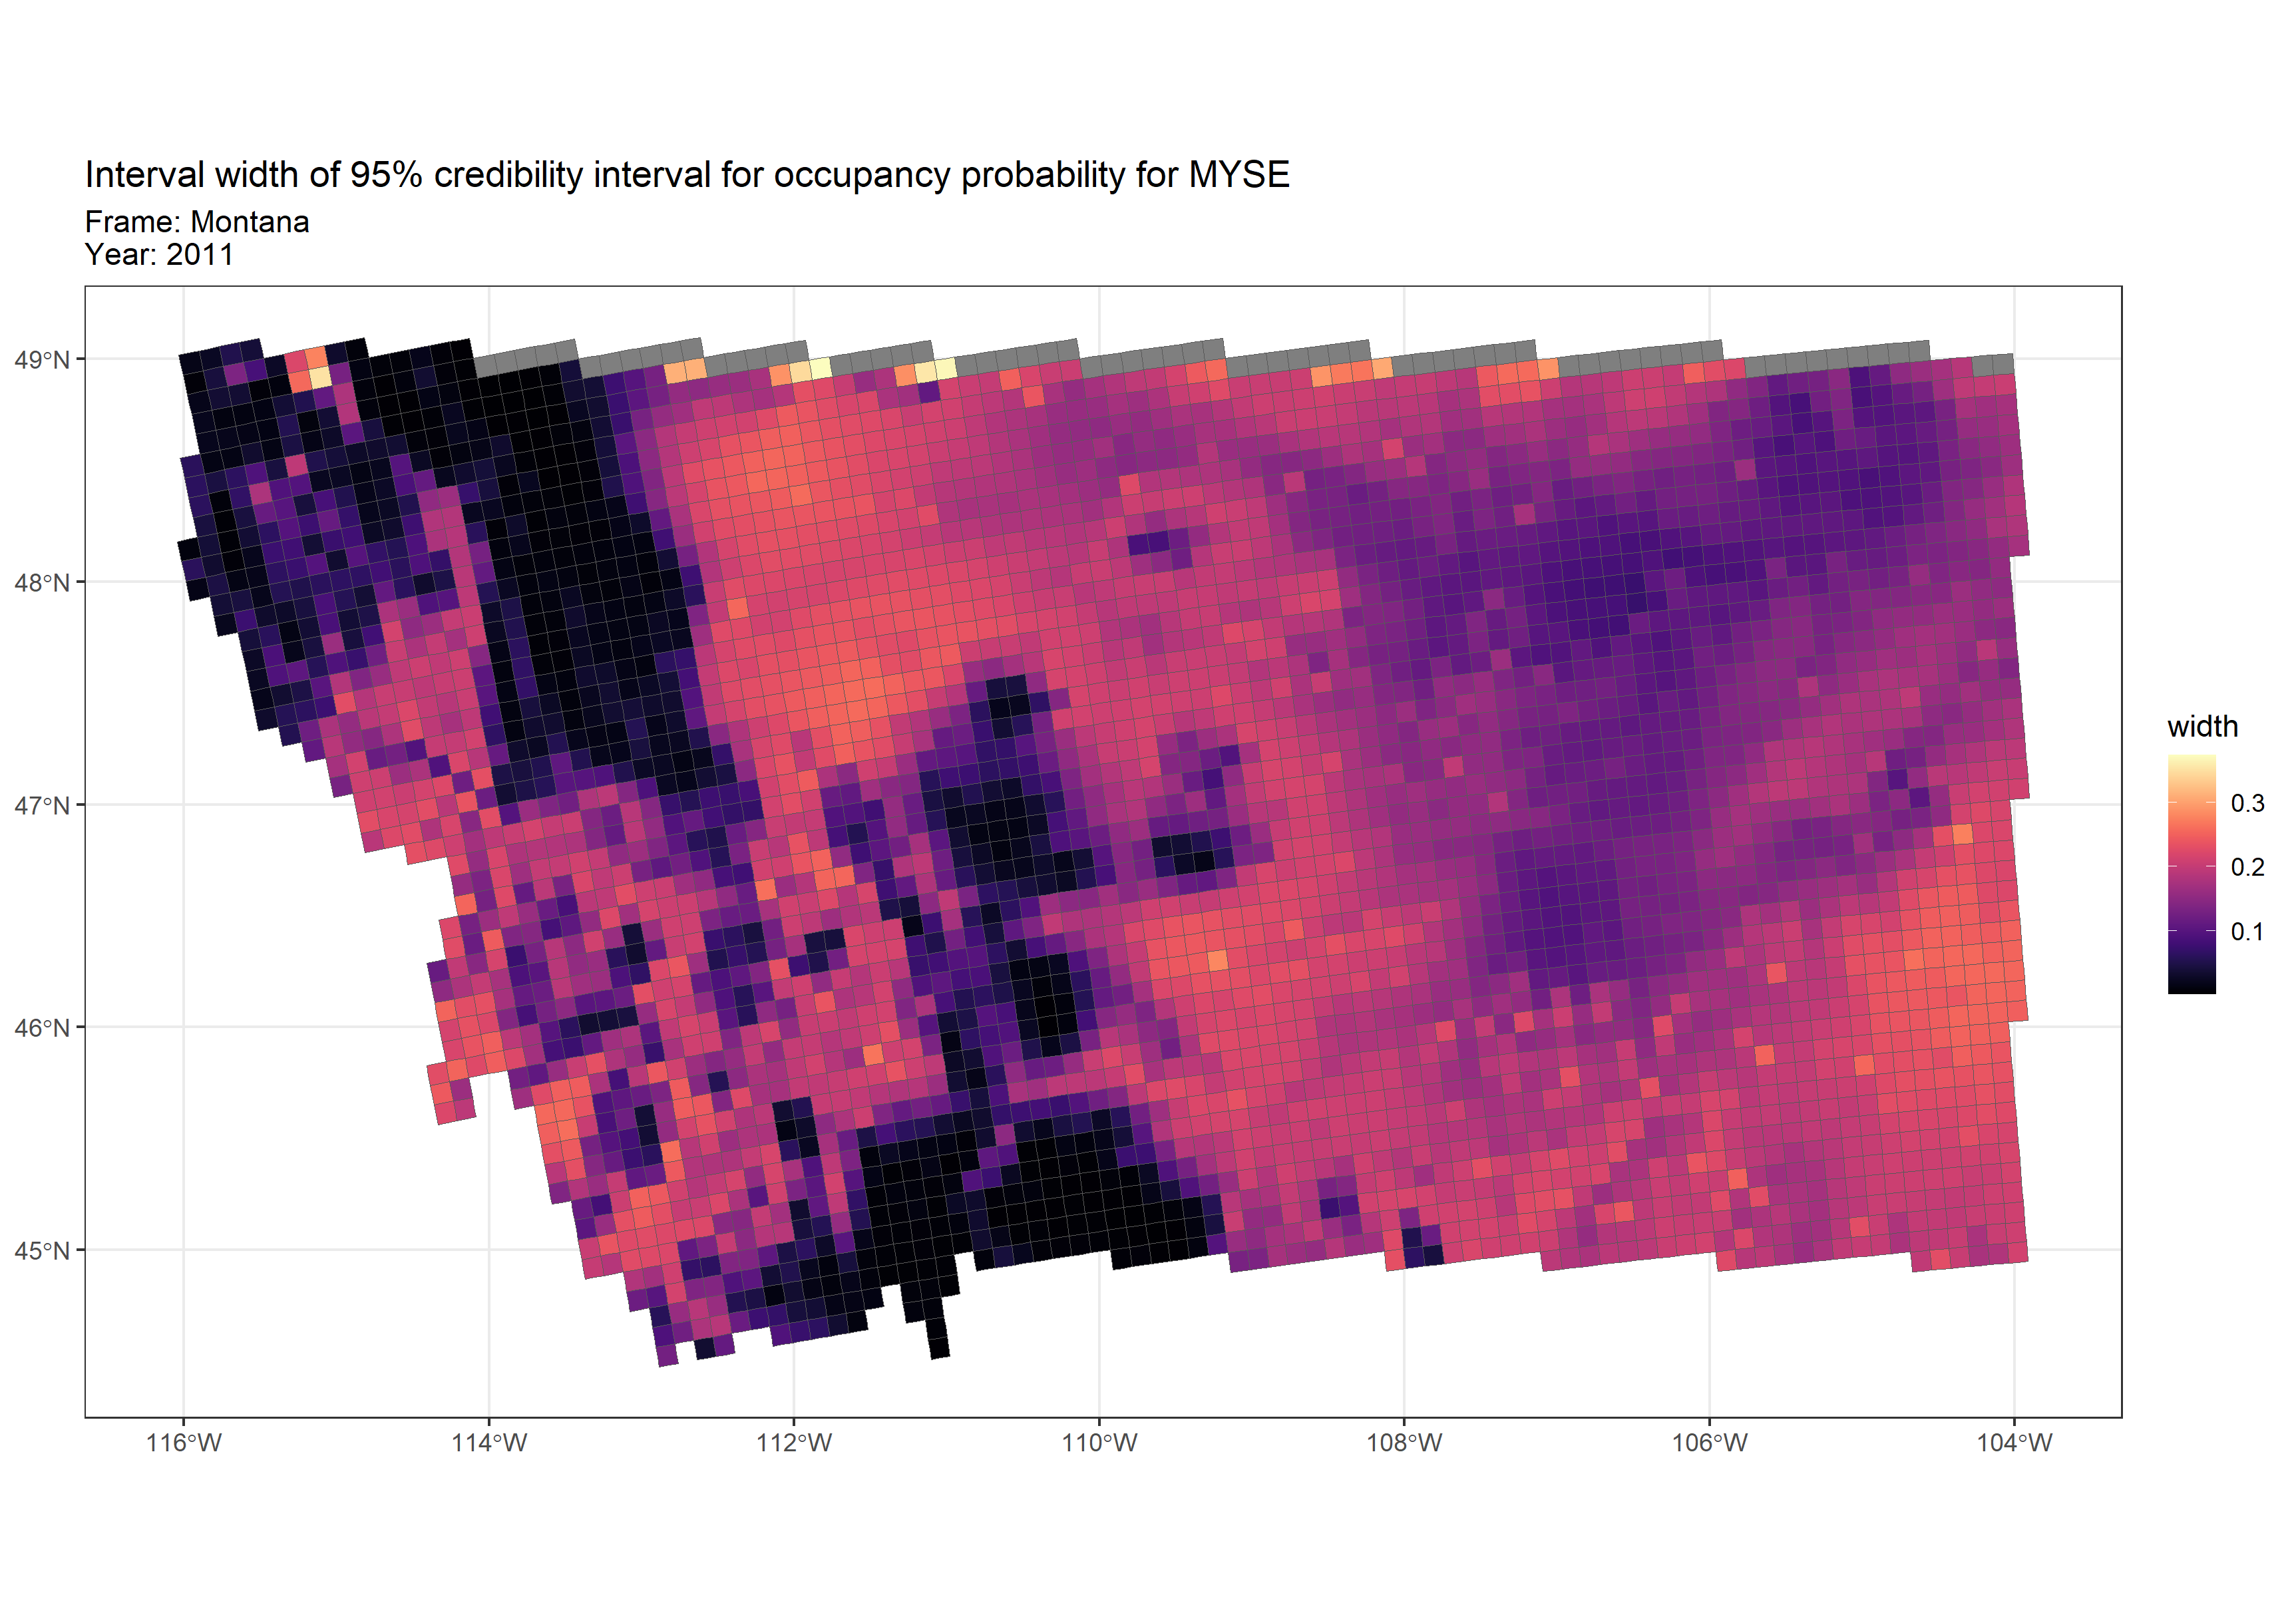 Interval width of 95% credibility interval for occupancy probability for MYSE
Frame: Montana
Year: 2011
49°N
48°N
47°N
46°N
45°N
116°W
114°W
112°W
110°W
108°W
106°W
104°W
width
0.3
0.2
0.1